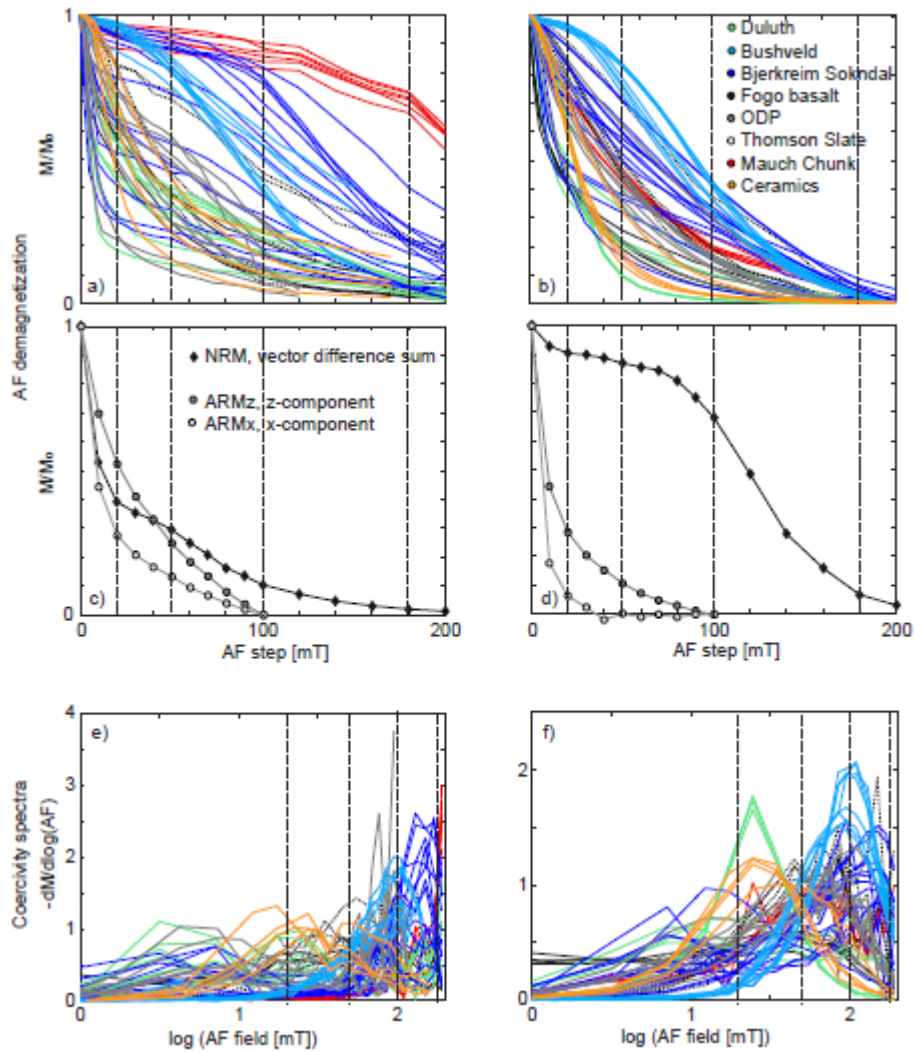 1
M/M₀
0
a)
b)
Duluth
Bushveld
Bjerkreim Sokndal
Fogo basalt
ODP
Thomson Slate
Mauch Chunk
Ceramics
AF demagnetization
1
M/M₀
0
c)
NRM, vector difference sum
ARMz, z-component
ARMx, x-component
d)
0 100 200
0 100 200
AF step [mT]
AF step [mT]
e)
4
3
2
1
0
Coercivity spectra
-dM/dlog(AF)
0 1 2
log (AF field [mT])
f)
2
1
0
0 1 2
log (AF field [mT])